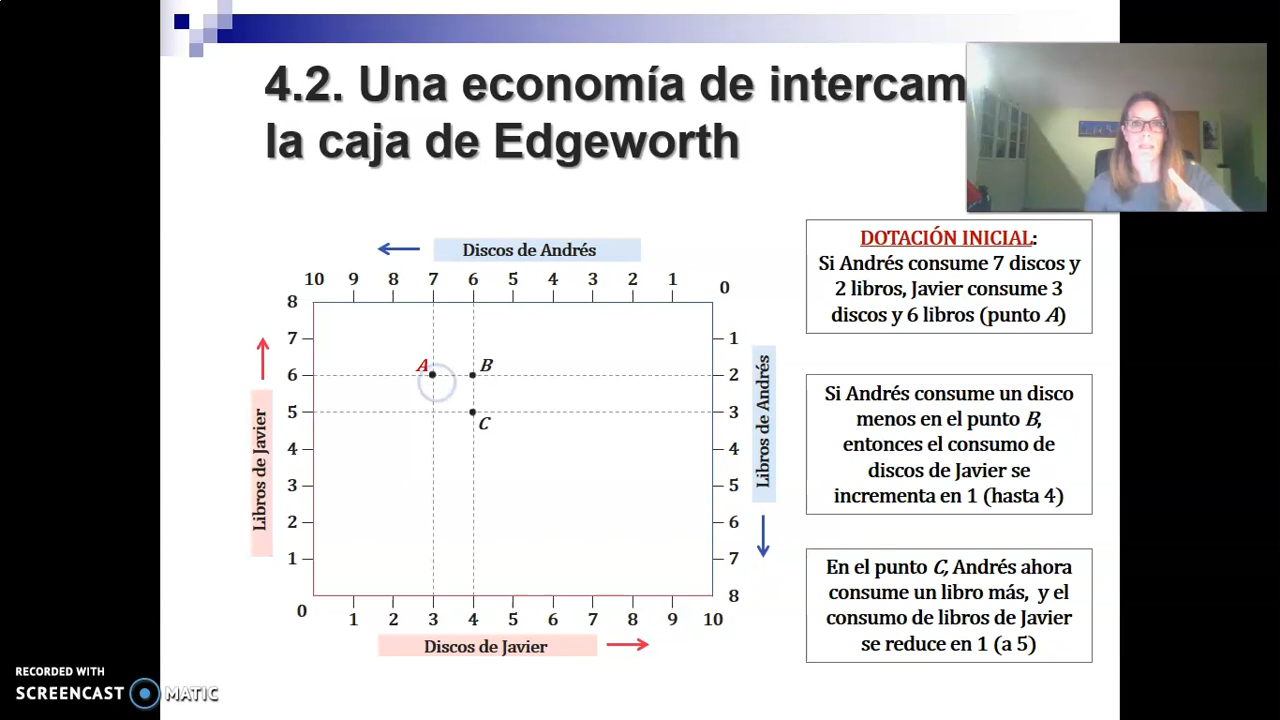 4.2. Una economía de intercam
la caja de Edgeworth
Discos de Andrés
10 9 8 7 6 5 4 3 2 1 0
8
7
6
5
4
3
2
1
0
Libros de Javier
A
B
C
1
2
3
4
5
6
7
8
Libros de Andrés
1 2 3 4 5 6 7 8 9 10
Discos de Javier
DOTACIÓN INICIAL:
Si Andrés consume 7 discos y
2 libros, Javier consume 3
discos y 6 libros (punto A)
Si Andrés consume un disco
menos en el punto B,
entonces el consumo de
discos de Javier se
incrementa en 1 (hasta 4)
En el punto C, Andrés ahora
consume un libro más, y el
consumo de libros de Javier
se reduce en 1 (a 5)
RECORDED WITH
SCREENCAST MATIC